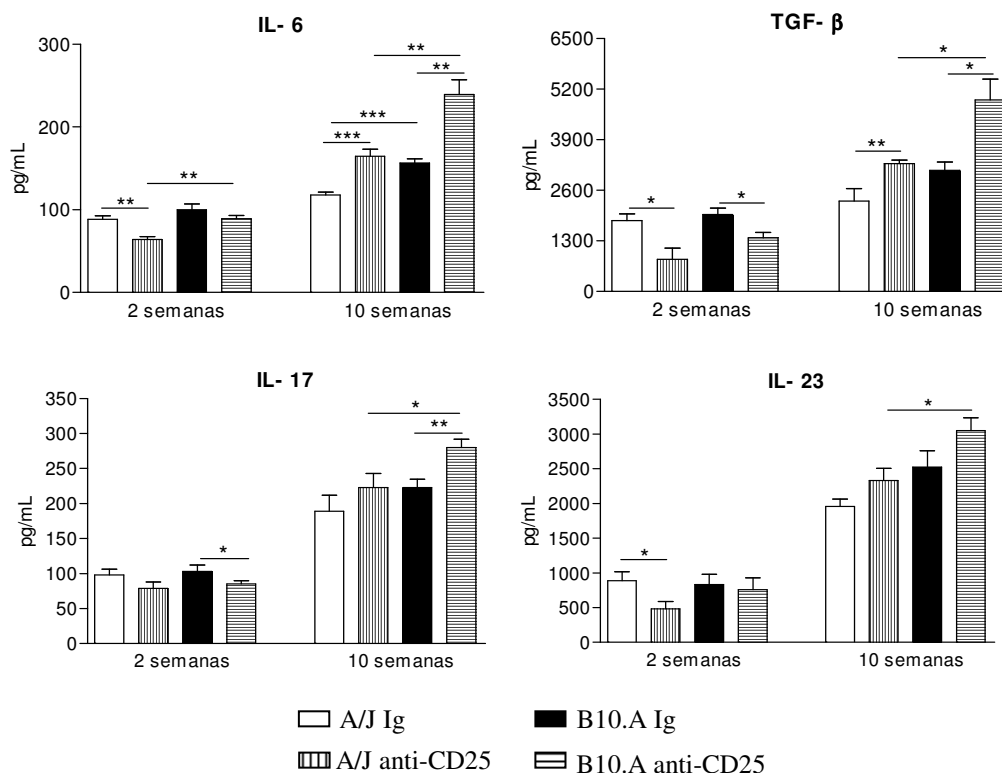 IL- 6
pg/mL
300
200
100
0
**
**
***
***
**
**
2 semanas
10 semanas
TGF- β
pg/mL
6500
5200
3900
2600
1300
0
*
*
**
*
*
2 semanas
10 semanas
IL- 17
pg/mL
350
300
250
200
150
100
50
0
*
*
**
2 semanas
10 semanas
IL- 23
pg/mL
3500
3000
2500
2000
1500
1000
500
0
*
*
2 semanas
10 semanas
A/J Ig
B10.A Ig
A/J anti-CD25
B10.A anti-CD25